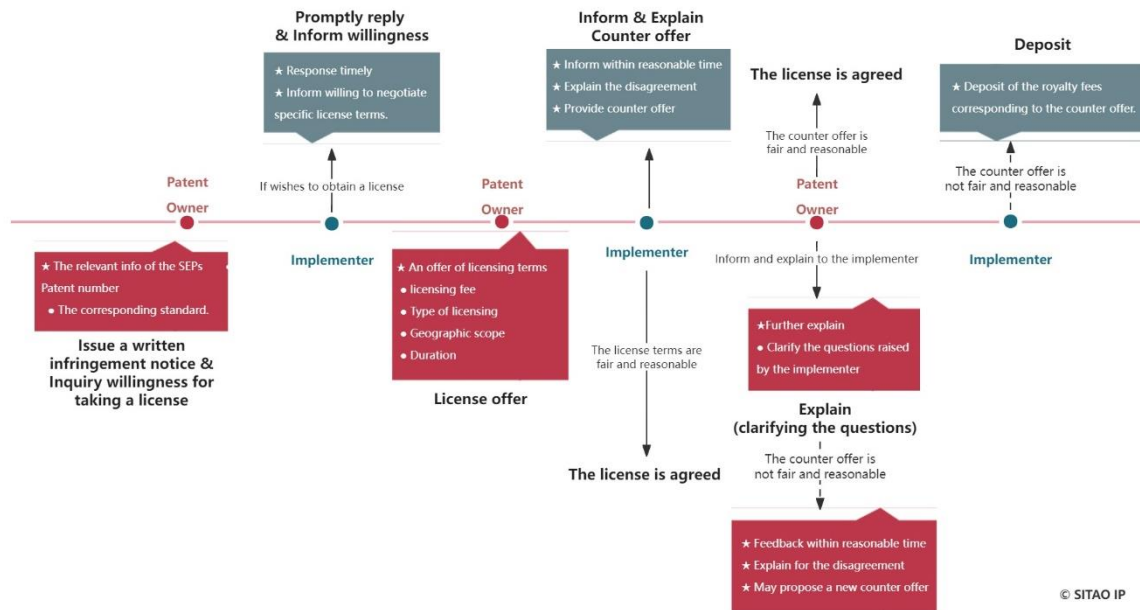 Promptly reply
& Inform willingness
★ Response timely
★ Inform willing to negotiate
specific license terms.
If wishes to obtain a license
Inform & Explain
Counter offer
★ Inform within reasonable time
★ Explain the disagreement
★ Provide counter offer
The license is agreed
The counter offer is
fair and reasonable
Deposit
★ Deposit of the royalty fees
corresponding to the counter offer.
The counter offer is
not fair and reasonable
Patent
Owner
Implementer
Patent
Owner
Implementer
Patent
Owner
Implementer
★ The relevant info of the SEPs ●
Patent number
● The corresponding standard.
Issue a written
infringement notice &
Inquiry willingness for
taking a license
★ An offer of licensing terms
● licensing fee
● Type of licensing
● Geographic scope
● Duration
License offer
The license terms are
fair and reasonable
The license is agreed
Inform and explain to the implementer
★Further explain
● Clarify the questions raised
by the implementer
Explain
(clarifying the questions)
The counter offer is
not fair and reasonable
★ Feedback within reasonable time
★ Explain for the disagreement
★ May propose a new counter offer
© SITAO IP